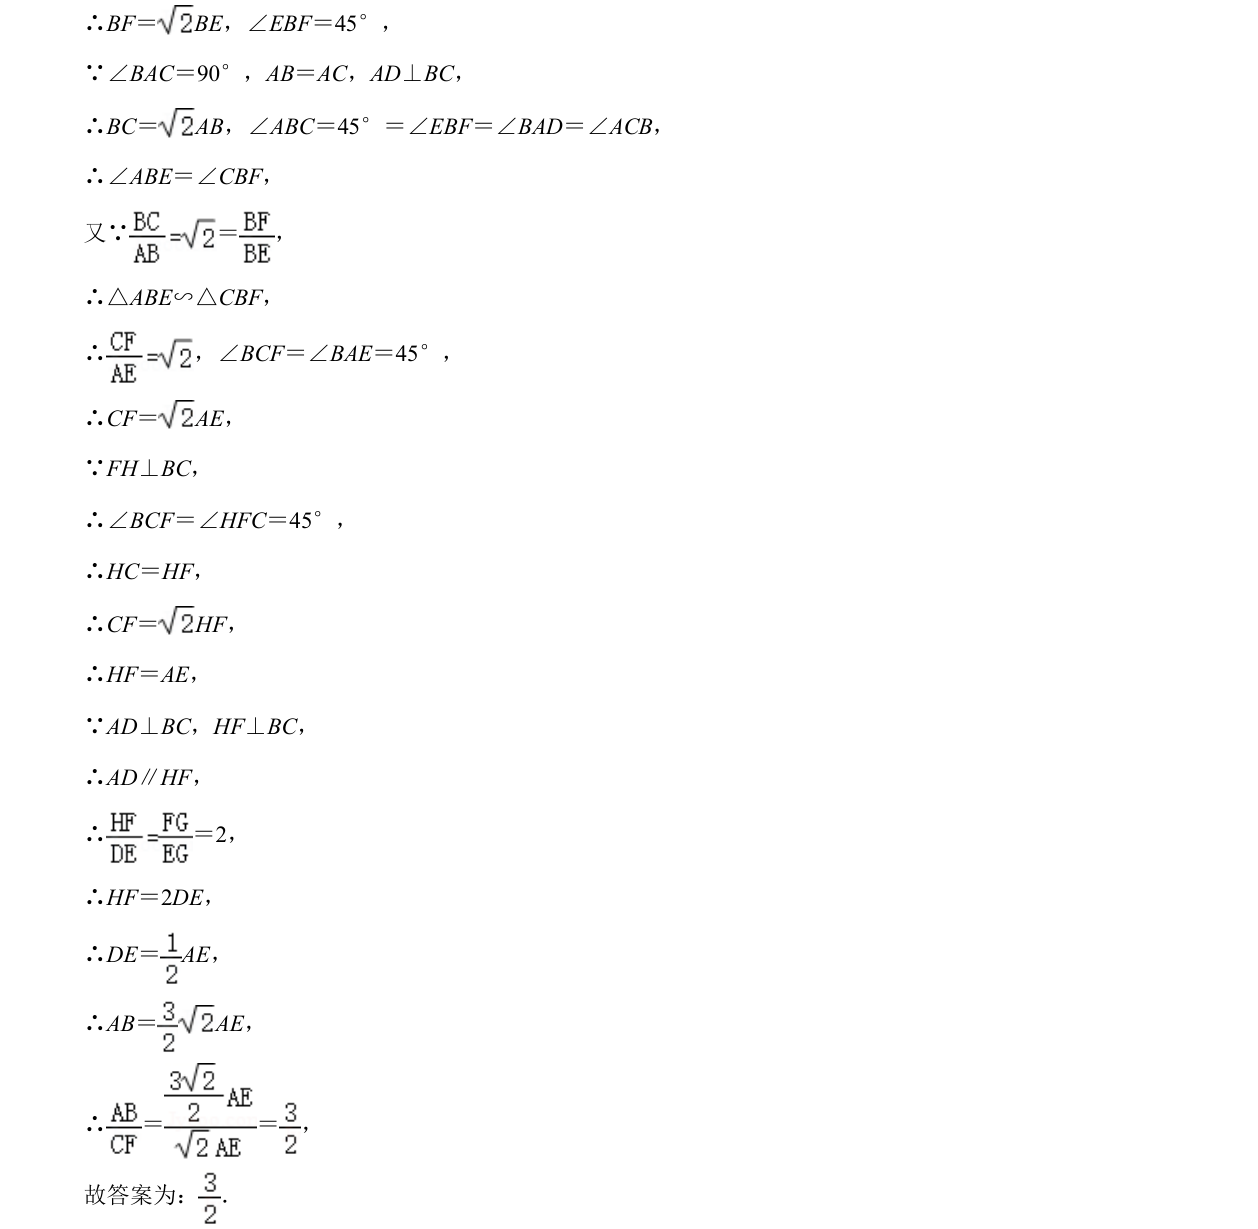 ∴BF=√2BE，∠EBF=45°，
∵∠BAC=90°，AB=AC，AD⊥BC，
∴BC=√2AB，∠ABC=45°=∠EBF=∠BAD=∠ACB，
∴∠ABE=∠CBF，
又∵BC/AB=√2=BF/BE，
∴△ABE∽△CBF，
∴CF/AE=√2，∠BCF=∠BAE=45°，
∴CF=√2AE，
∵FH⊥BC，
∴∠BCF=∠HFC=45°，
∴HC=HF，
∴CF=√2HF，
∴HF=AE，
∵AD⊥BC，HF⊥BC，
∴AD∥HF，
∴HF/DE=FG/EG=2，
∴HF=2DE，
∴DE=1/2AE，
∴AB=3/2√2AE，
∴AB/CF=(3√2/2 AE)/(√2 AE)=3/2，
故答案为：3/2．